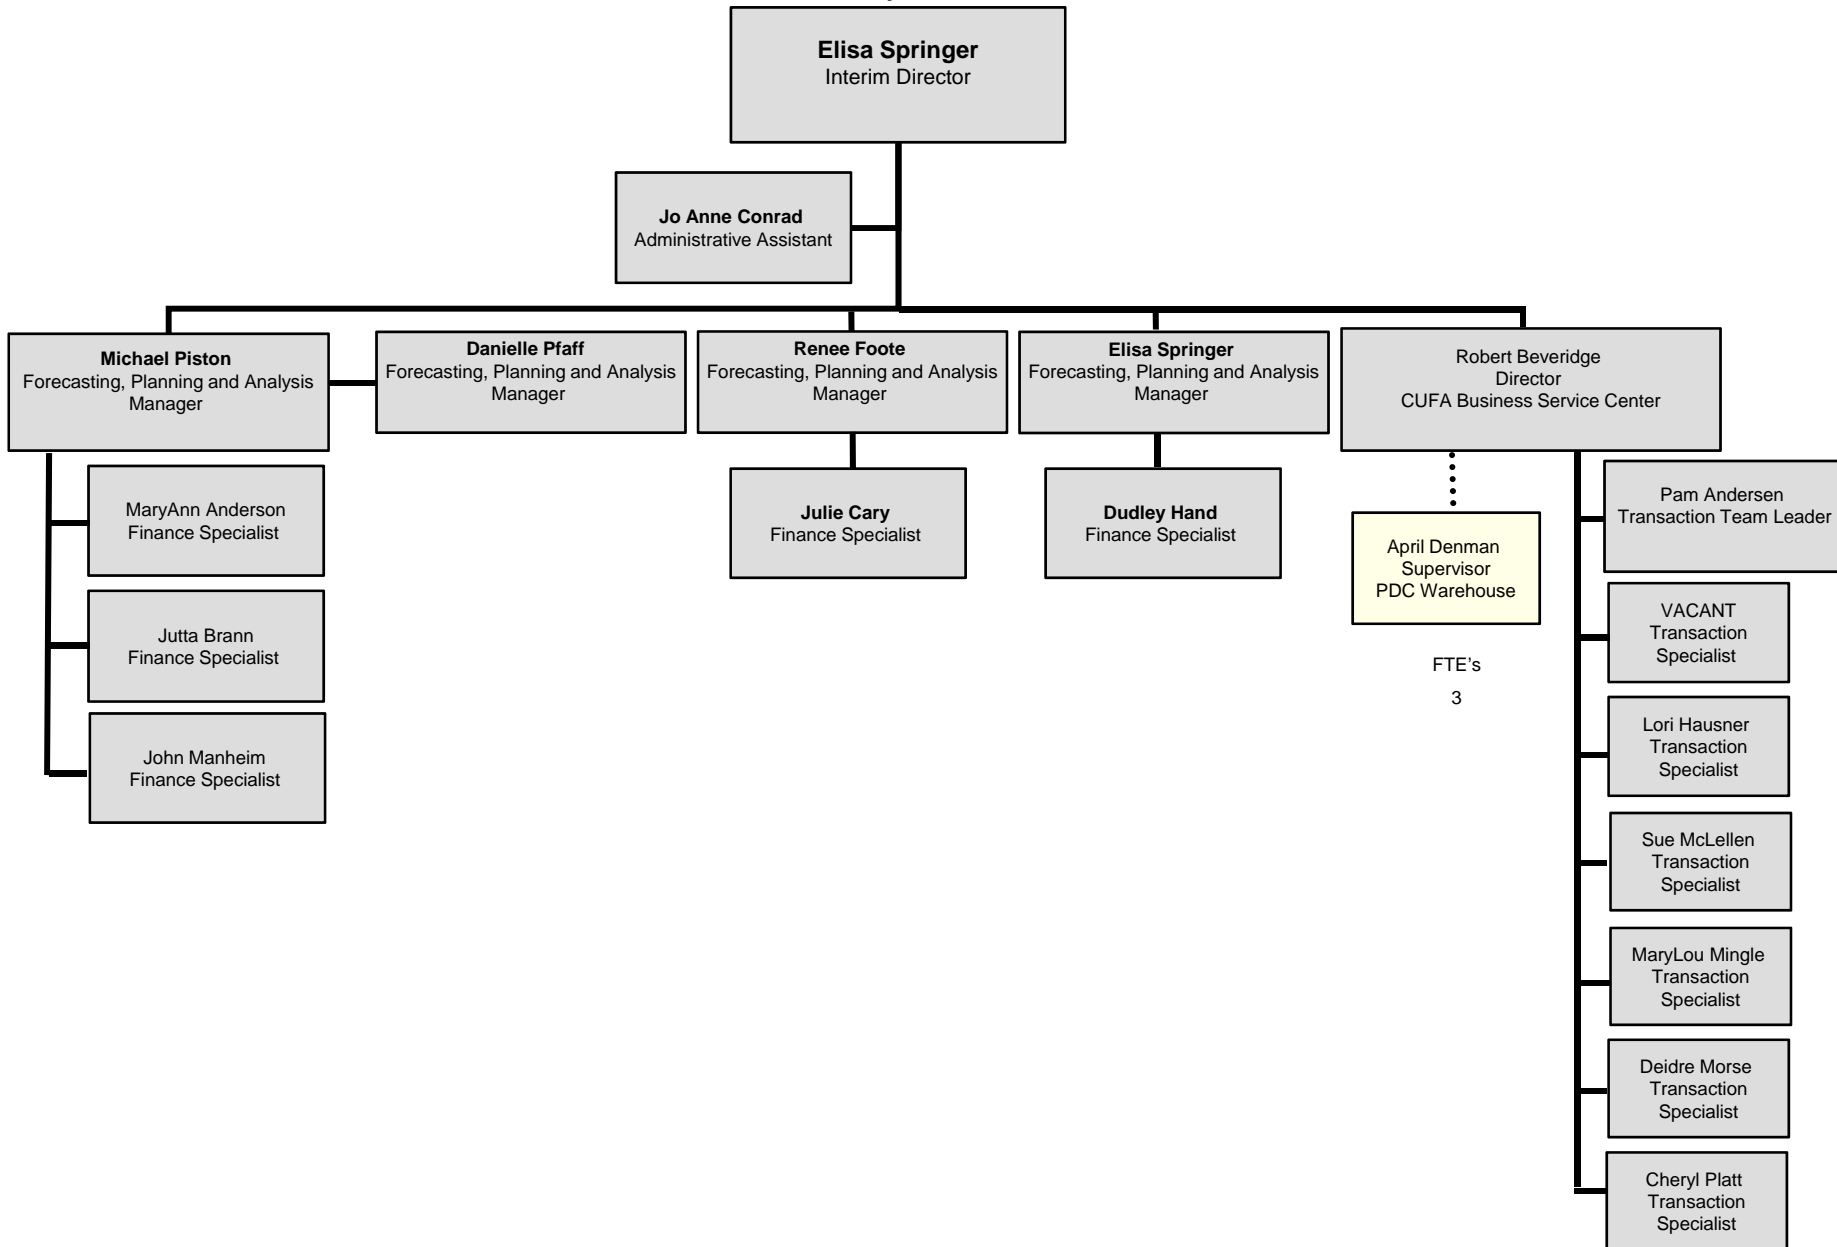 Elisa Springer
Interim Director
Jo Anne Conrad
Administrative Assistant
Michael Piston
Forecasting, Planning and Analysis
Manager
Danielle Pfaff
Forecasting, Planning and Analysis
Manager
Renee Foote
Forecasting, Planning and Analysis
Manager
Elisa Springer
Forecasting, Planning and Analysis
Manager
Robert Beveridge
Director
CUFA Business Service Center
MaryAnn Anderson
Finance Specialist
Jutta Brann
Finance Specialist
John Manheim
Finance Specialist
Julie Cary
Finance Specialist
Dudley Hand
Finance Specialist
April Denman
Supervisor
PDC Warehouse
FTE's
3
Pam Andersen
Transaction Team Leader
VACANT
Transaction
Specialist
Lori Hausner
Transaction
Specialist
Sue McLellen
Transaction
Specialist
MaryLou Mingle
Transaction
Specialist
Deidre Morse
Transaction
Specialist
Cheryl Platt
Transaction
Specialist